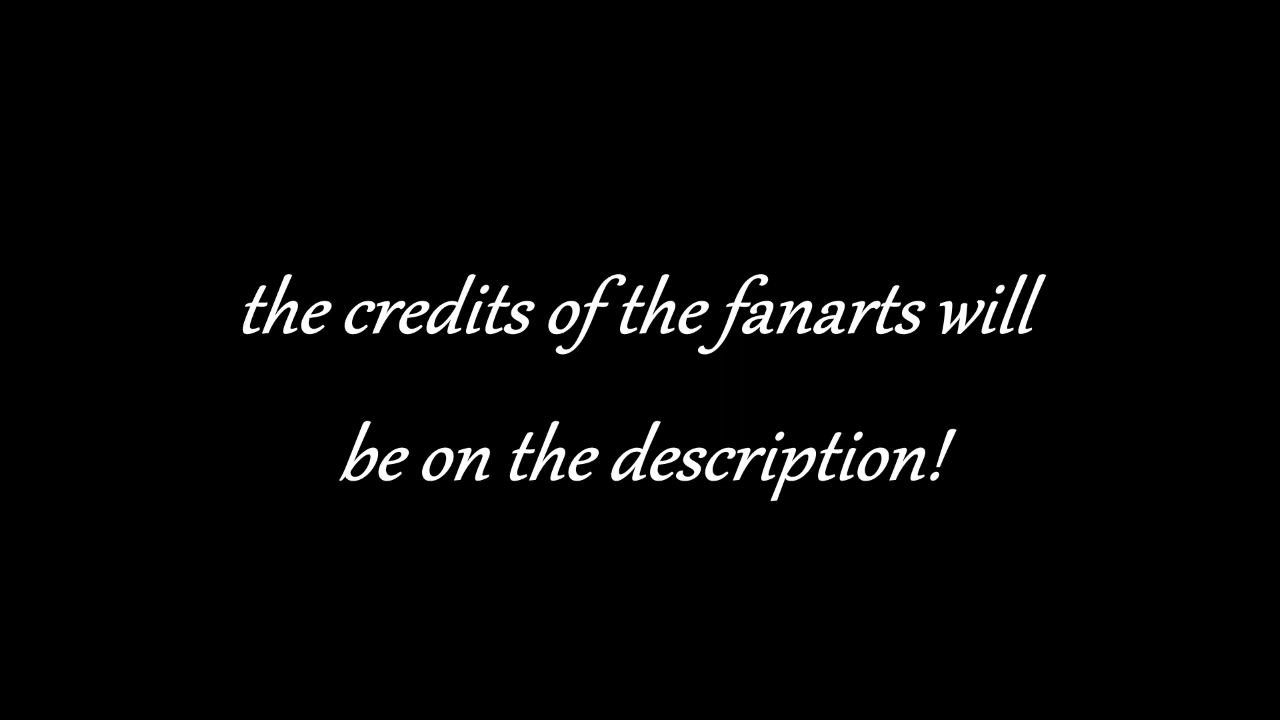 the credits of the fanarts will
be on the description!